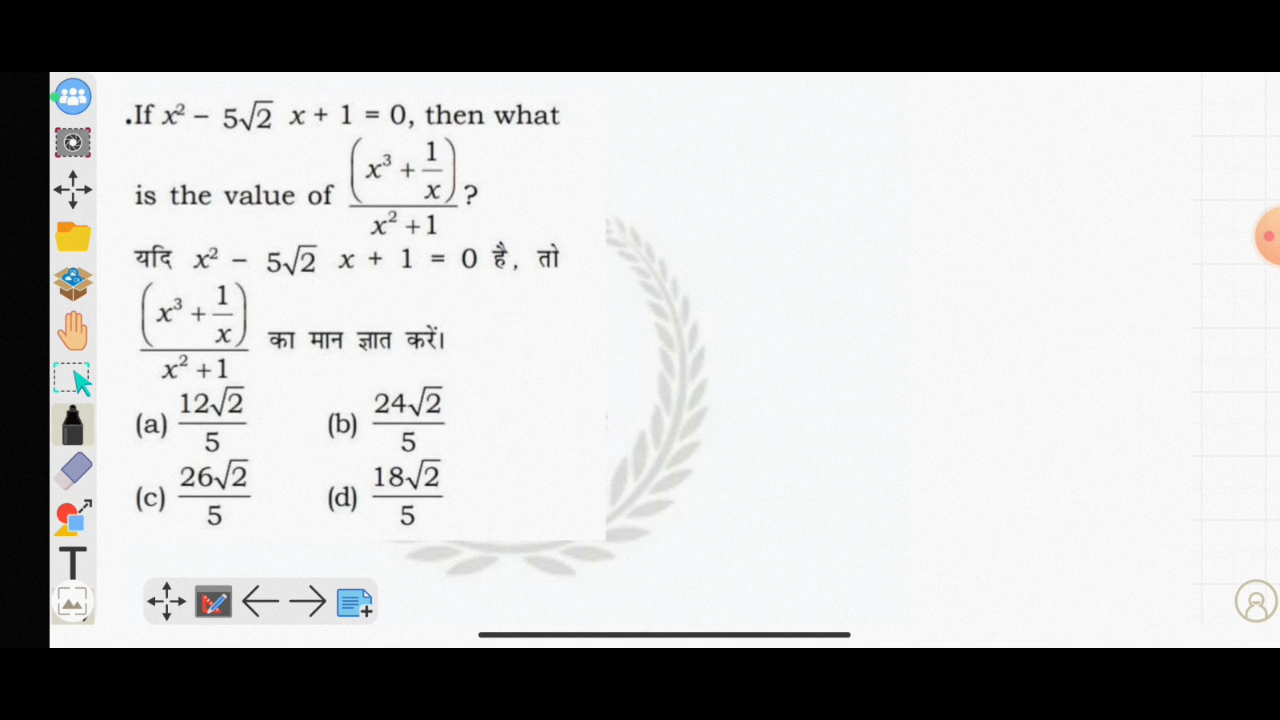 .If x² − 5√2 x + 1 = 0, then what
is the value of (x³ + 1/x) / (x² + 1) ?
यदि x² − 5√2 x + 1 = 0 है, तो
(x³ + 1/x) / (x² + 1) का मान ज्ञात करें।
(a) 12√2/5 (b) 24√2/5
(c) 26√2/5 (d) 18√2/5
T